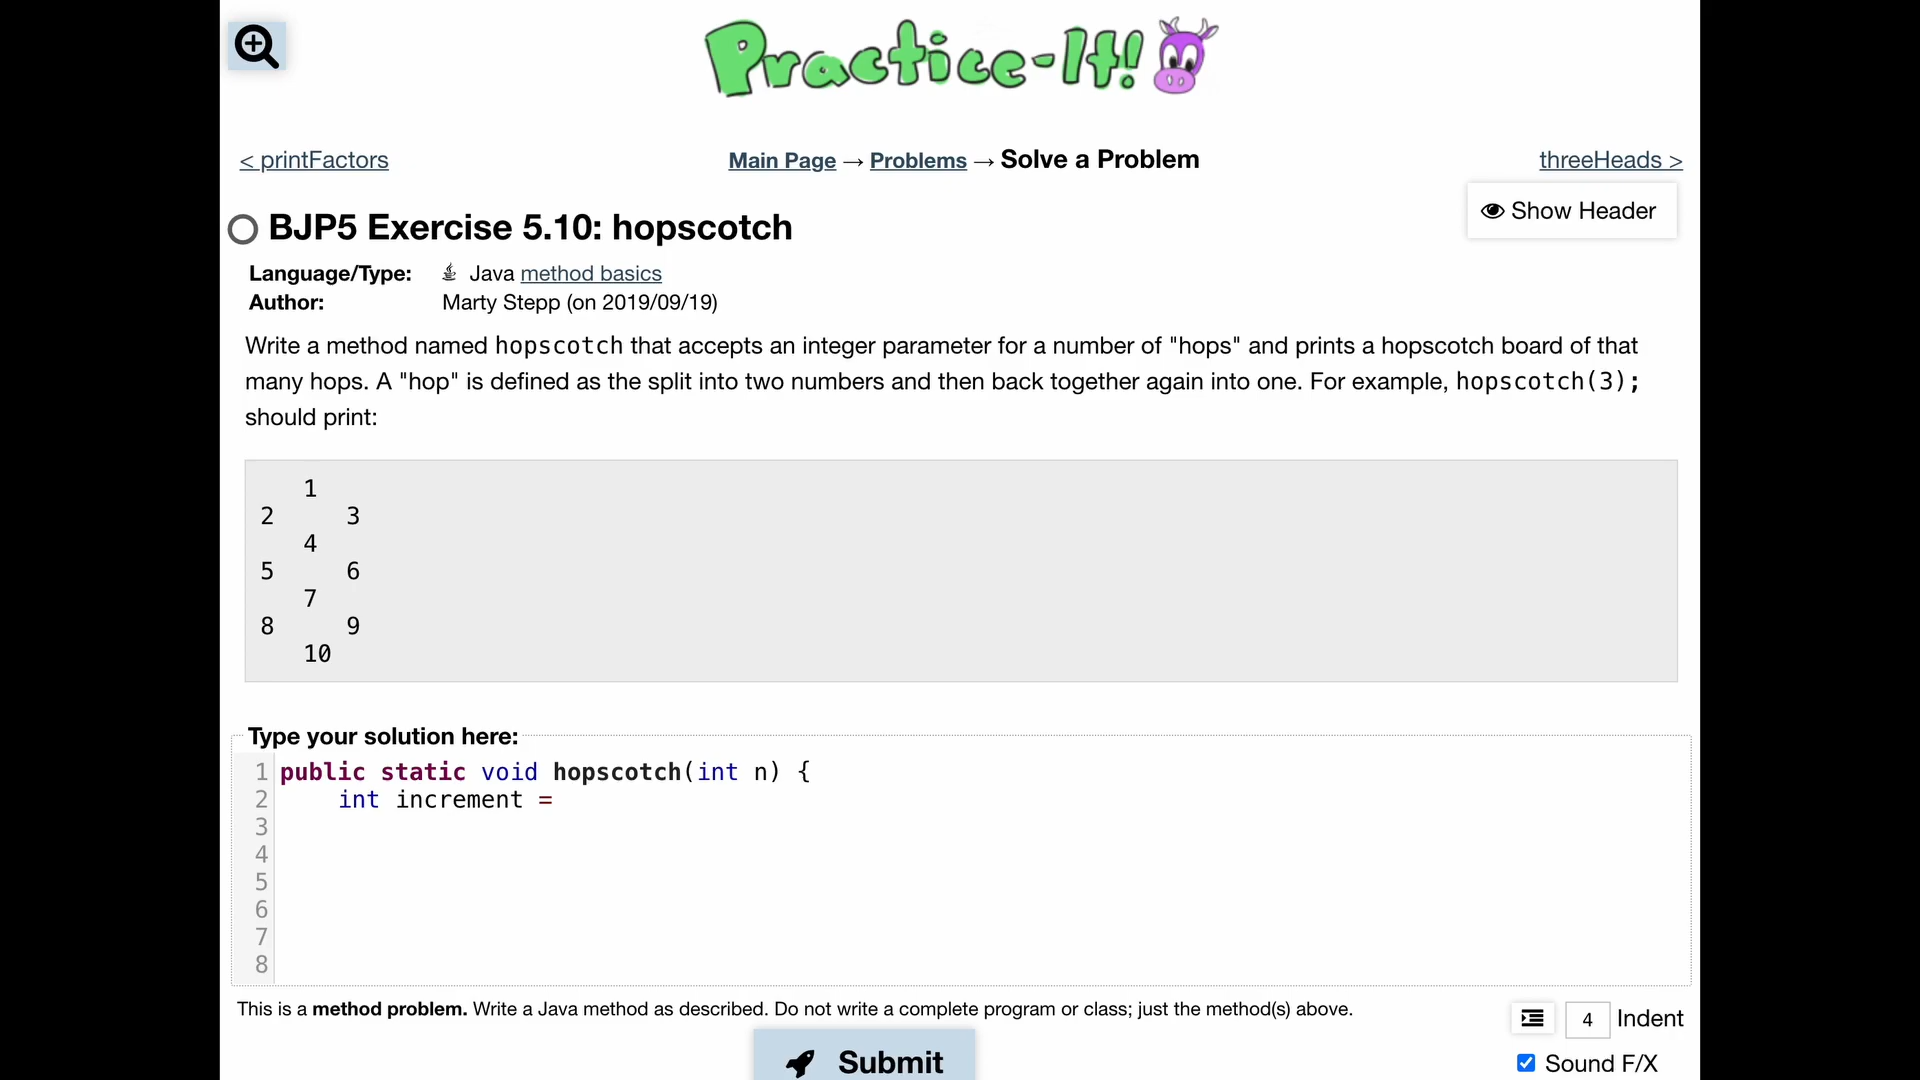 Practice-It!
< printFactors
Main Page → Problems → Solve a Problem
threeHeads >
Show Header
BJP5 Exercise 5.10: hopscotch
Language/Type: Java method basics
Author: Marty Stepp (on 2019/09/19)
Write a method named hopscotch that accepts an integer parameter for a number of "hops" and prints a hopscotch board of that
many hops. A "hop" is defined as the split into two numbers and then back together again into one. For example, hopscotch(3);
should print:
   1
2     3
   4
5     6
   7
8     9
   10
Type your solution here:
1 public static void hopscotch(int n) {
2     int increment =
3
4
5
6
7
8
This is a method problem. Write a Java method as described. Do not write a complete program or class; just the method(s) above.
4 Indent
Submit
Sound F/X